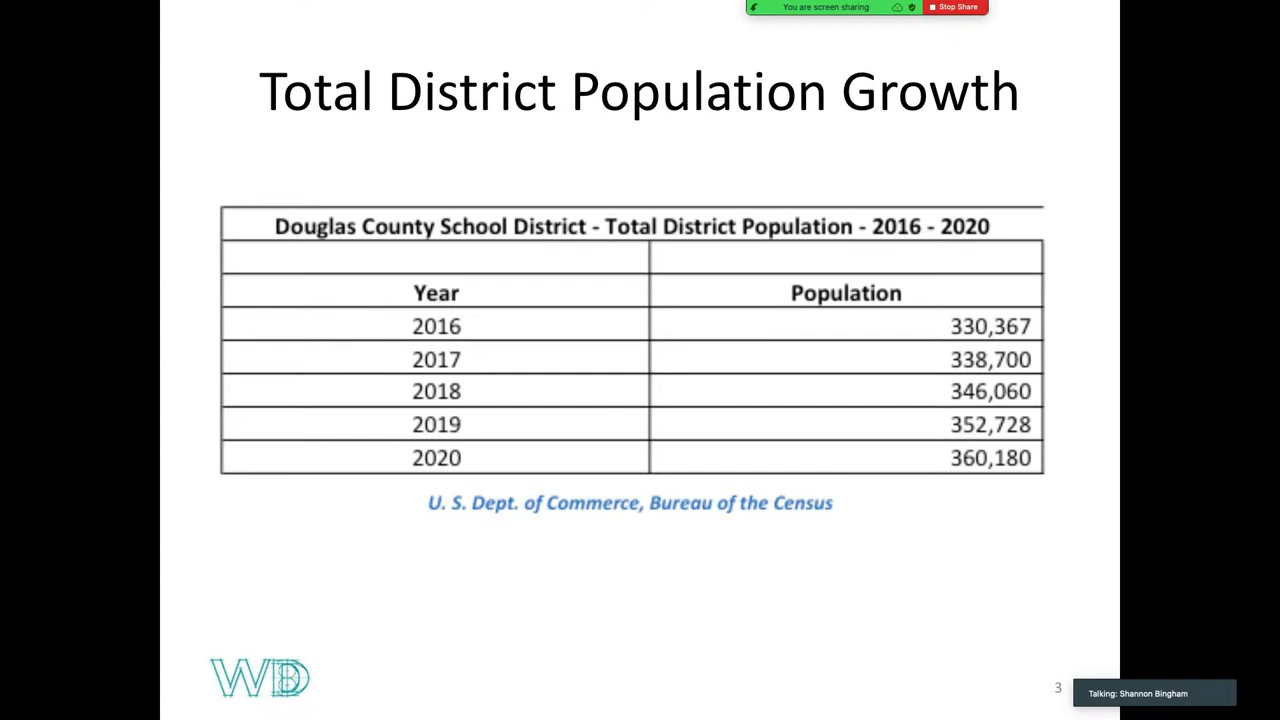 You are screen sharing
Stop Share
Total District Population Growth
Douglas County School District - Total District Population - 2016 - 2020
Year Population
2016 330,367
2017 338,700
2018 346,060
2019 352,728
2020 360,180
U. S. Dept. of Commerce, Bureau of the Census
3
Talking: Shannon Bingham